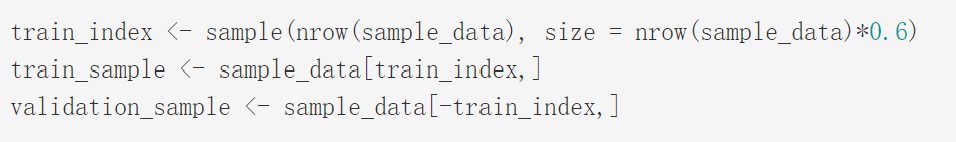 train_index <- sample(nrow(sample_data), size = nrow(sample_data)*0.6)
train_sample <- sample_data[train_index,]
validation_sample <- sample_data[-train_index,]